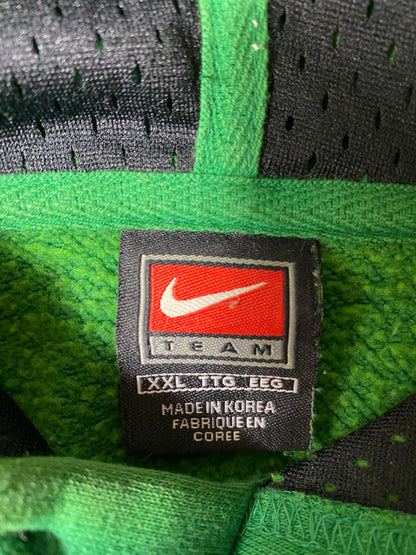 TEAM
XXL TTG EEG
MADE IN KOREA
FABRIQUE EN
COREE